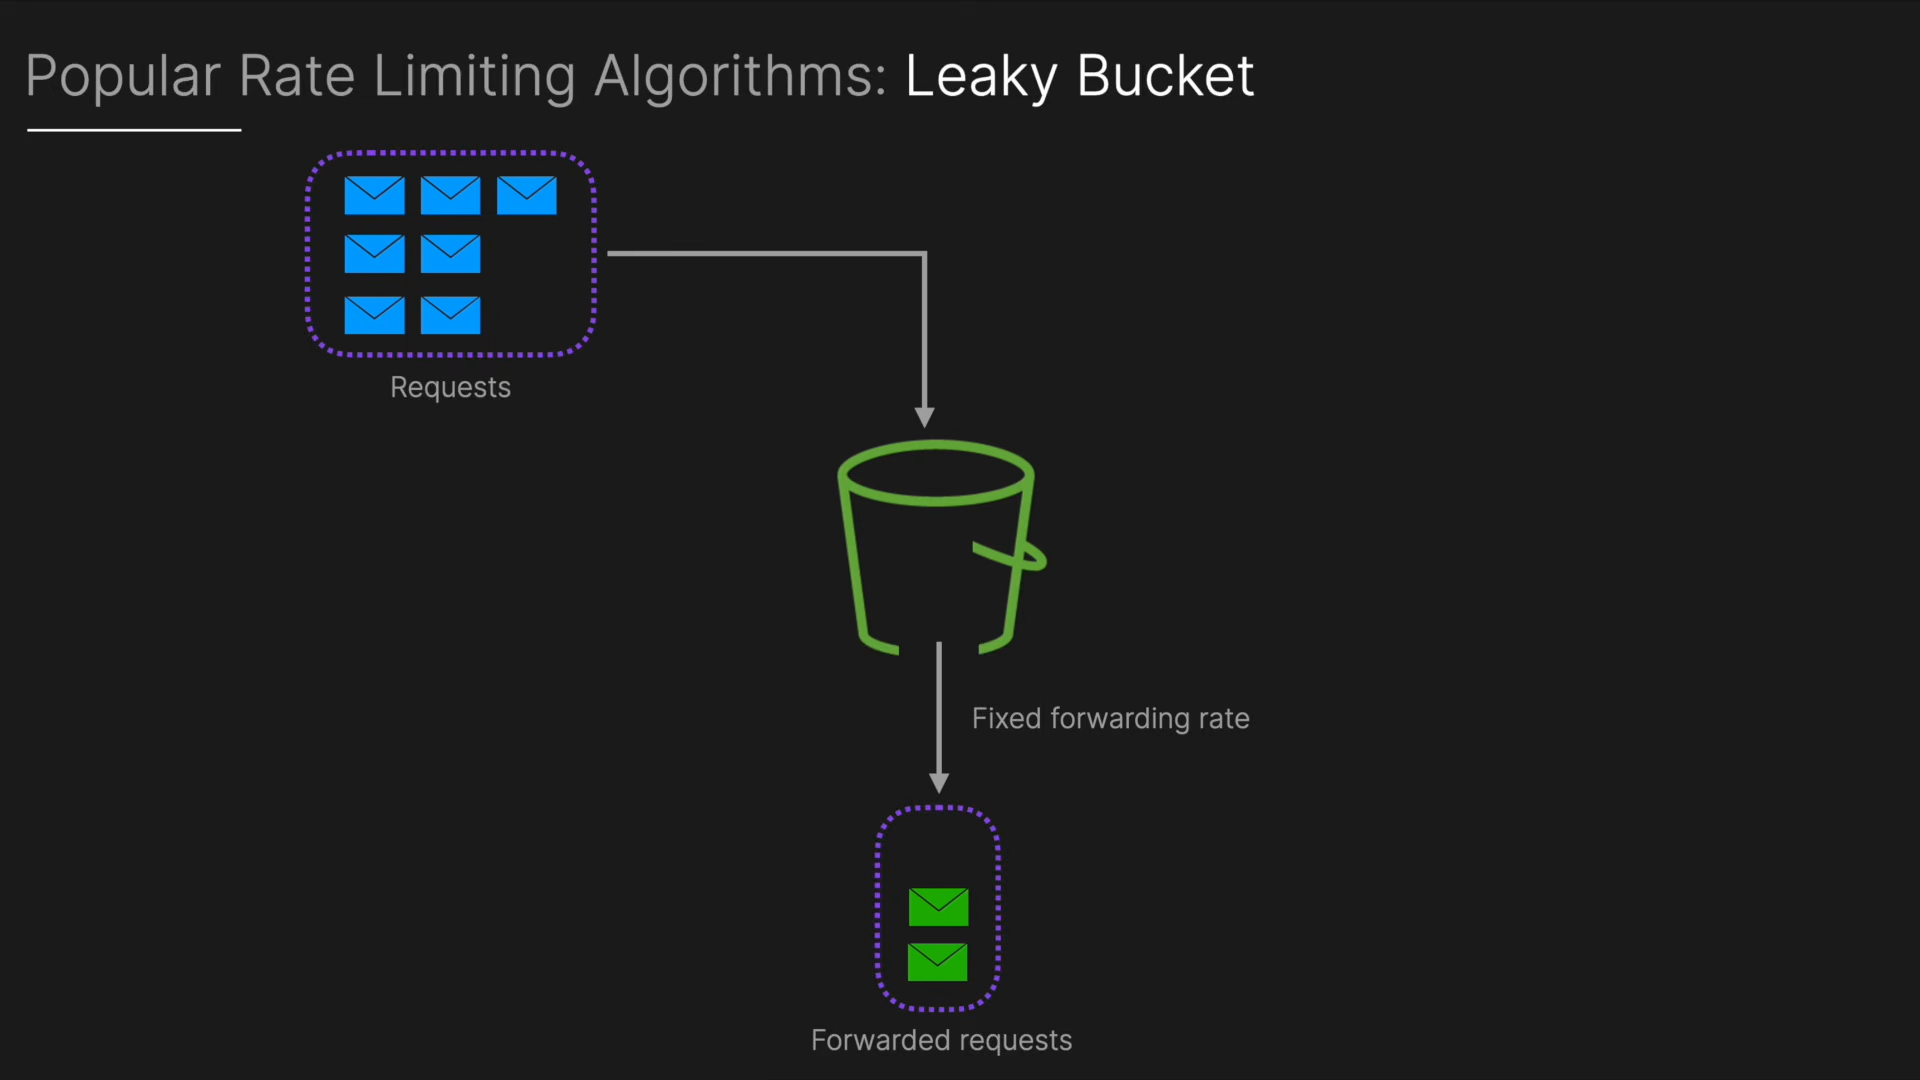 Popular Rate Limiting Algorithms: Leaky Bucket
Requests
Fixed forwarding rate
Forwarded requests